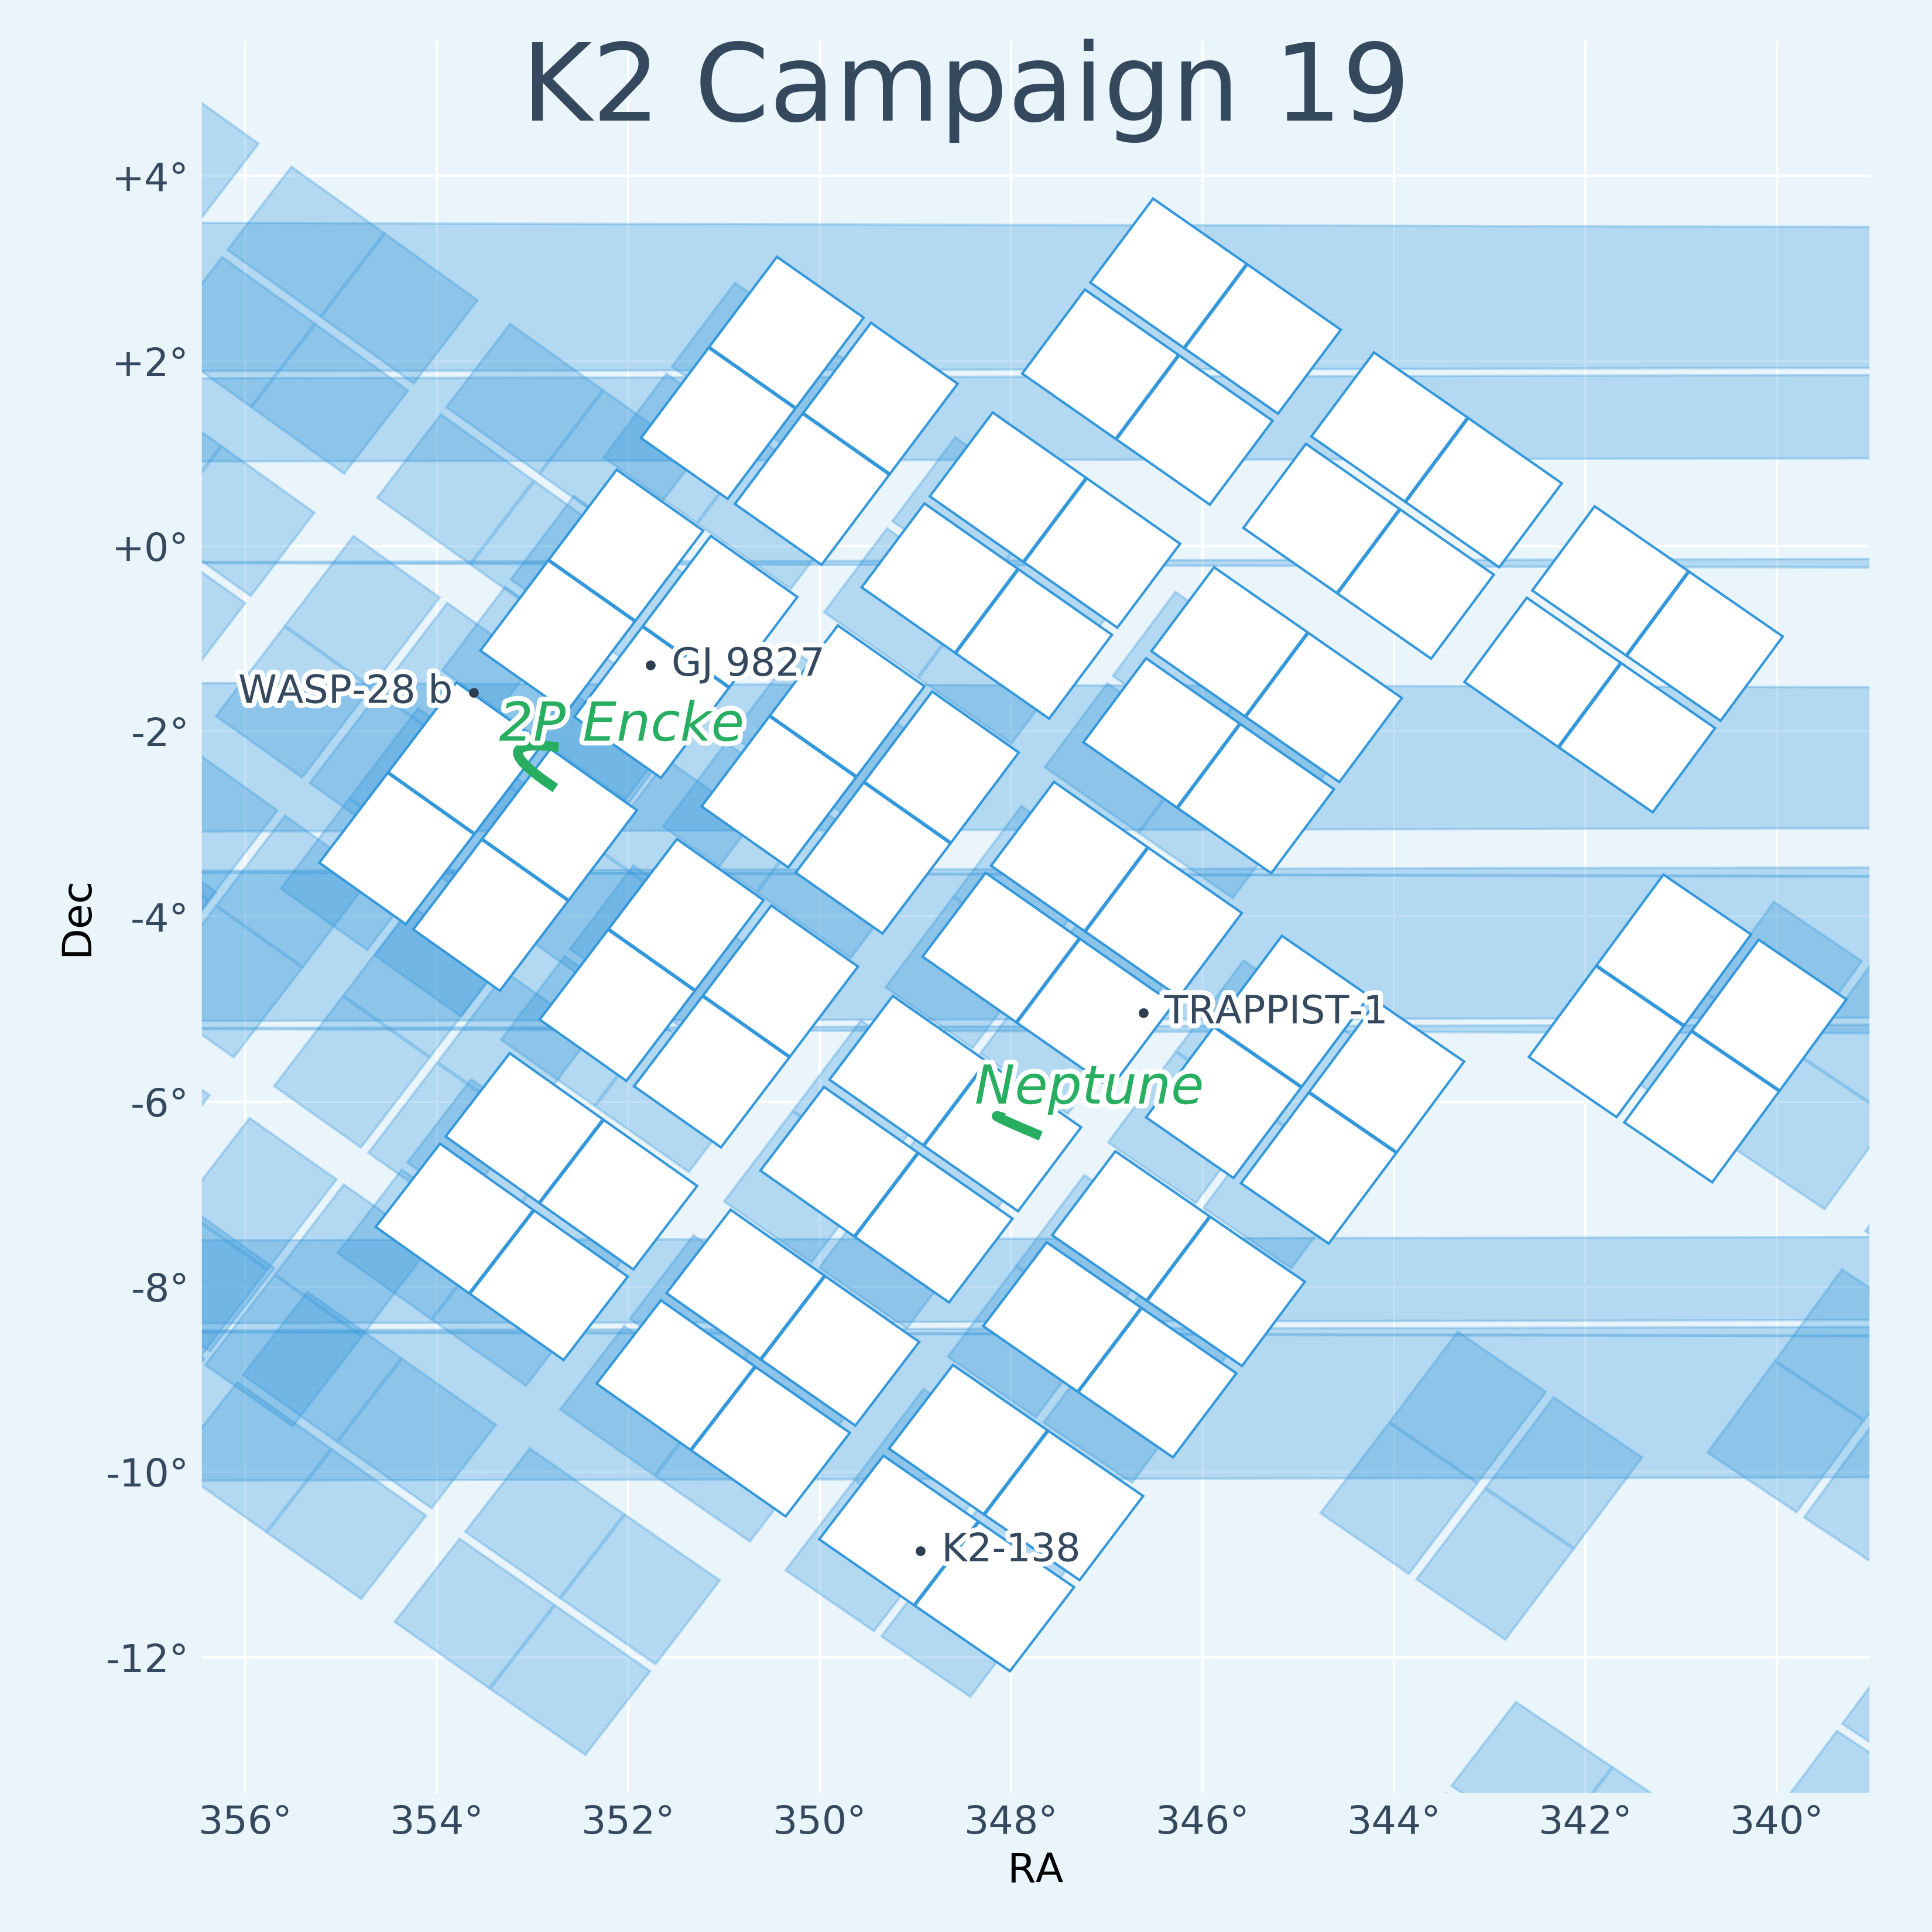 K2 Campaign 19
+4°
+2°
+0°
GJ 9827
WASP-28 b
2P Encke
-2°
Dec
-4°
TRAPPIST-1
Neptune
-6°
-8°
-10°
K2-138
-12°
356° 354° 352° 350° 348° 346° 344° 342° 340°
RA